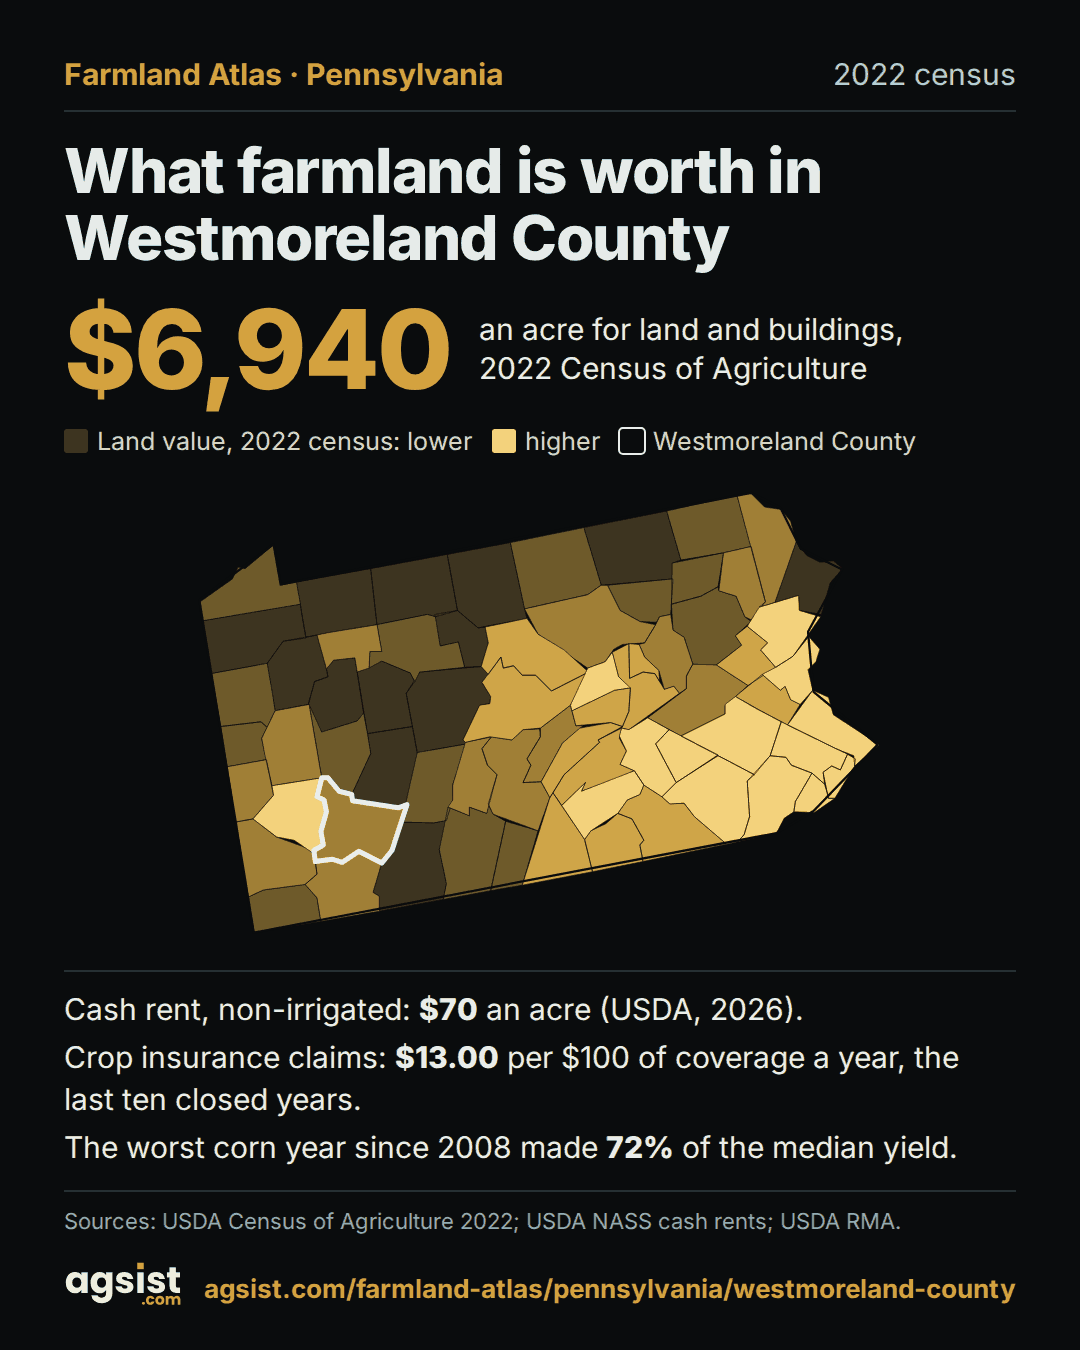 Farmland Atlas · Pennsylvania
2022 census
What farmland is worth in
Westmoreland County
$6,940
an acre for land and buildings,
2022 Census of Agriculture
Land value, 2022 census: lower
higher
Westmoreland County
Cash rent, non-irrigated: $70 an acre (USDA, 2026).
Crop insurance claims: $13.00 per $100 of coverage a year, the
last ten closed years.
The worst corn year since 2008 made 72% of the median yield.
Sources: USDA Census of Agriculture 2022; USDA NASS cash rents; USDA RMA.
agsist
.com
agsist.com/farmland-atlas/pennsylvania/westmoreland-county